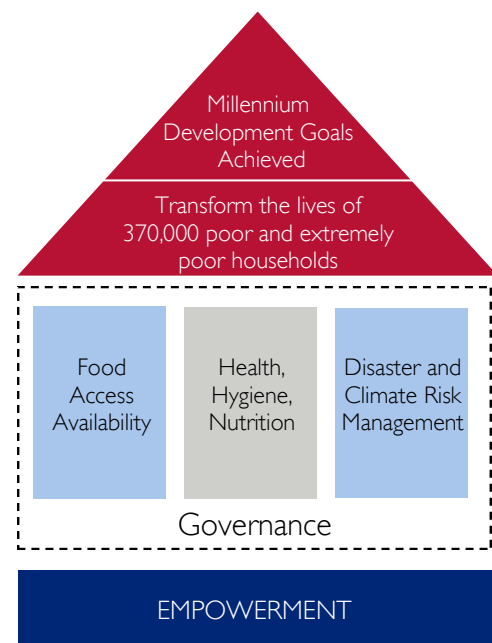 Millennium
Development Goals
Achieved
Transform the lives of
370,000 poor and extremely
poor households
Food
Access
Availability
Health,
Hygiene,
Nutrition
Disaster and
Climate Risk
Management
Governance
EMPOWERMENT